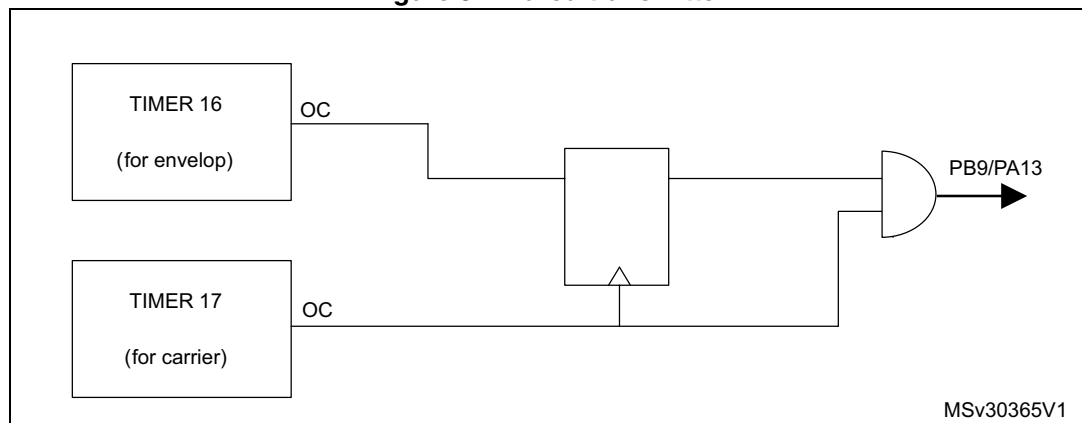 TIMER 16
(for envelop)
OC
PB9/PA13
TIMER 17
(for carrier)
OC
MSv30365V1